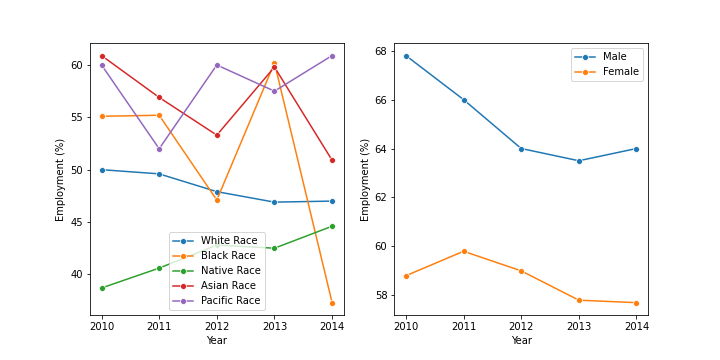 Employment (%)
60
55
50
45
40
2010
2011
2012
2013
2014
Year
White Race
Black Race
Native Race
Asian Race
Pacific Race
Employment (%)
68
66
64
62
60
58
2010
2011
2012
2013
2014
Year
Male
Female